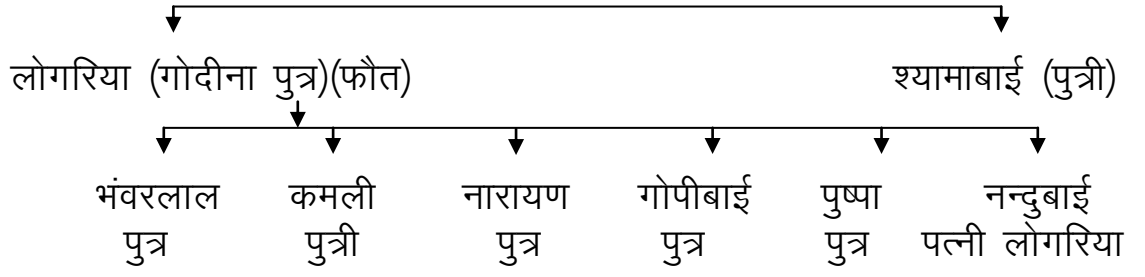 लोगरिया (गोदीना पुत्र)(फौत) श्यामाबाई (पुत्री)
भंवरलाल कमली नारायण गोपीबाई पुष्पा नन्दुबाई
पुत्र पुत्री पुत्र पुत्र पुत्र पत्नी लोगरिया